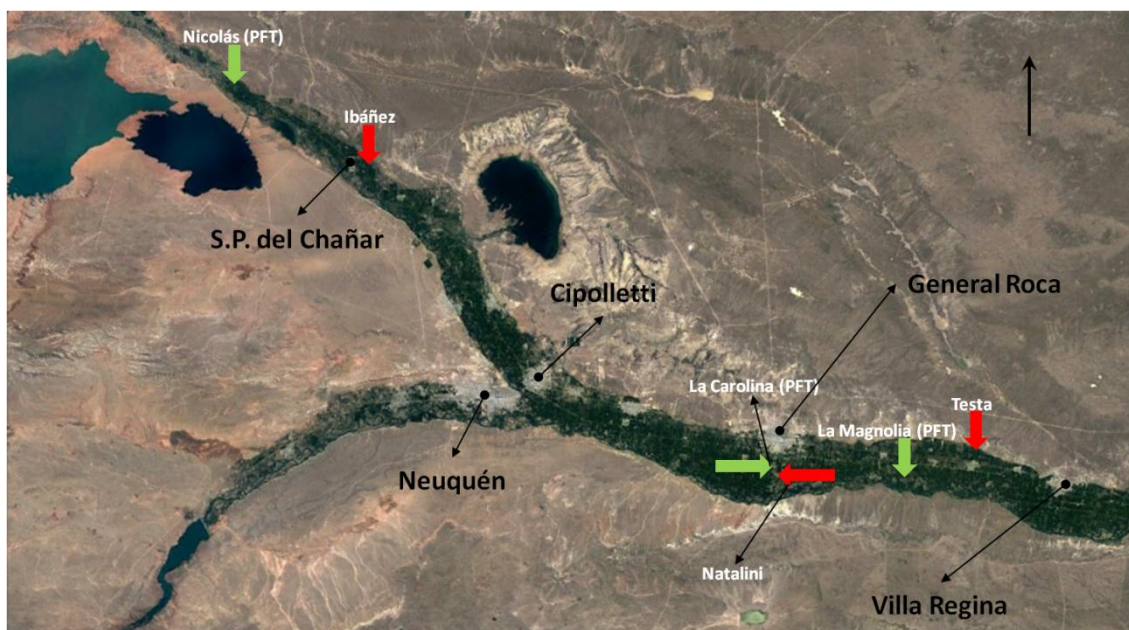 Nicolás (PFT)
Ibáñez
S.P. del Chañar
General Roca
Cipolletti
La Carolina (PFT)
Testa
La Magnolia (PFT)
Neuquén
Natalini
Villa Regina